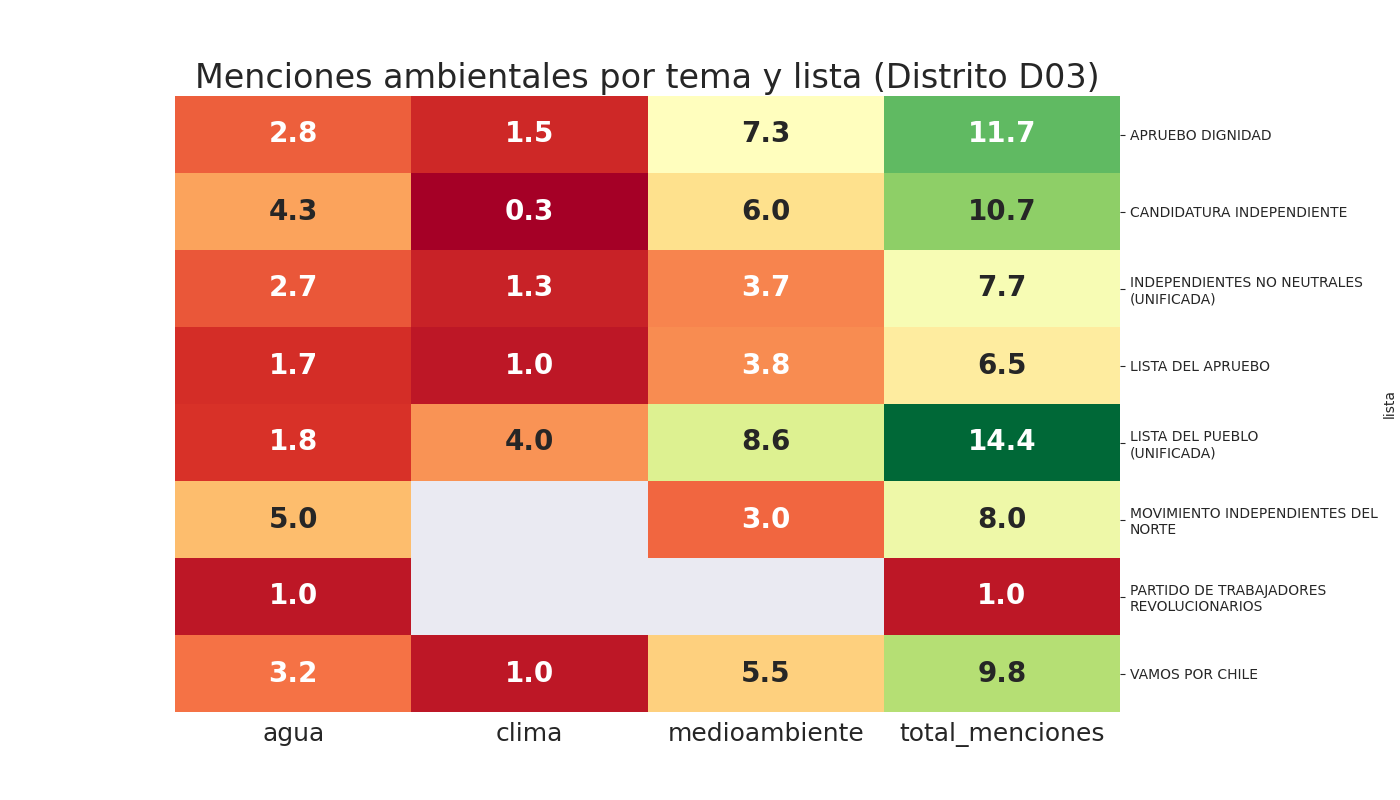 Menciones ambientales por tema y lista (Distrito D03)
2.8 1.5 7.3 11.7 APRUEBO DIGNIDAD
4.3 0.3 6.0 10.7 CANDIDATURA INDEPENDIENTE
2.7 1.3 3.7 7.7 INDEPENDIENTES NO NEUTRALES
(UNIFICADA)
1.7 1.0 3.8 6.5 LISTA DEL APRUEBO
1.8 4.0 8.6 14.4 LISTA DEL PUEBLO
(UNIFICADA)
5.0 3.0 8.0 MOVIMIENTO INDEPENDIENTES DEL
NORTE
1.0 1.0 PARTIDO DE TRABAJADORES
REVOLUCIONARIOS
3.2 1.0 5.5 9.8 VAMOS POR CHILE
agua clima medioambiente total_menciones
lista